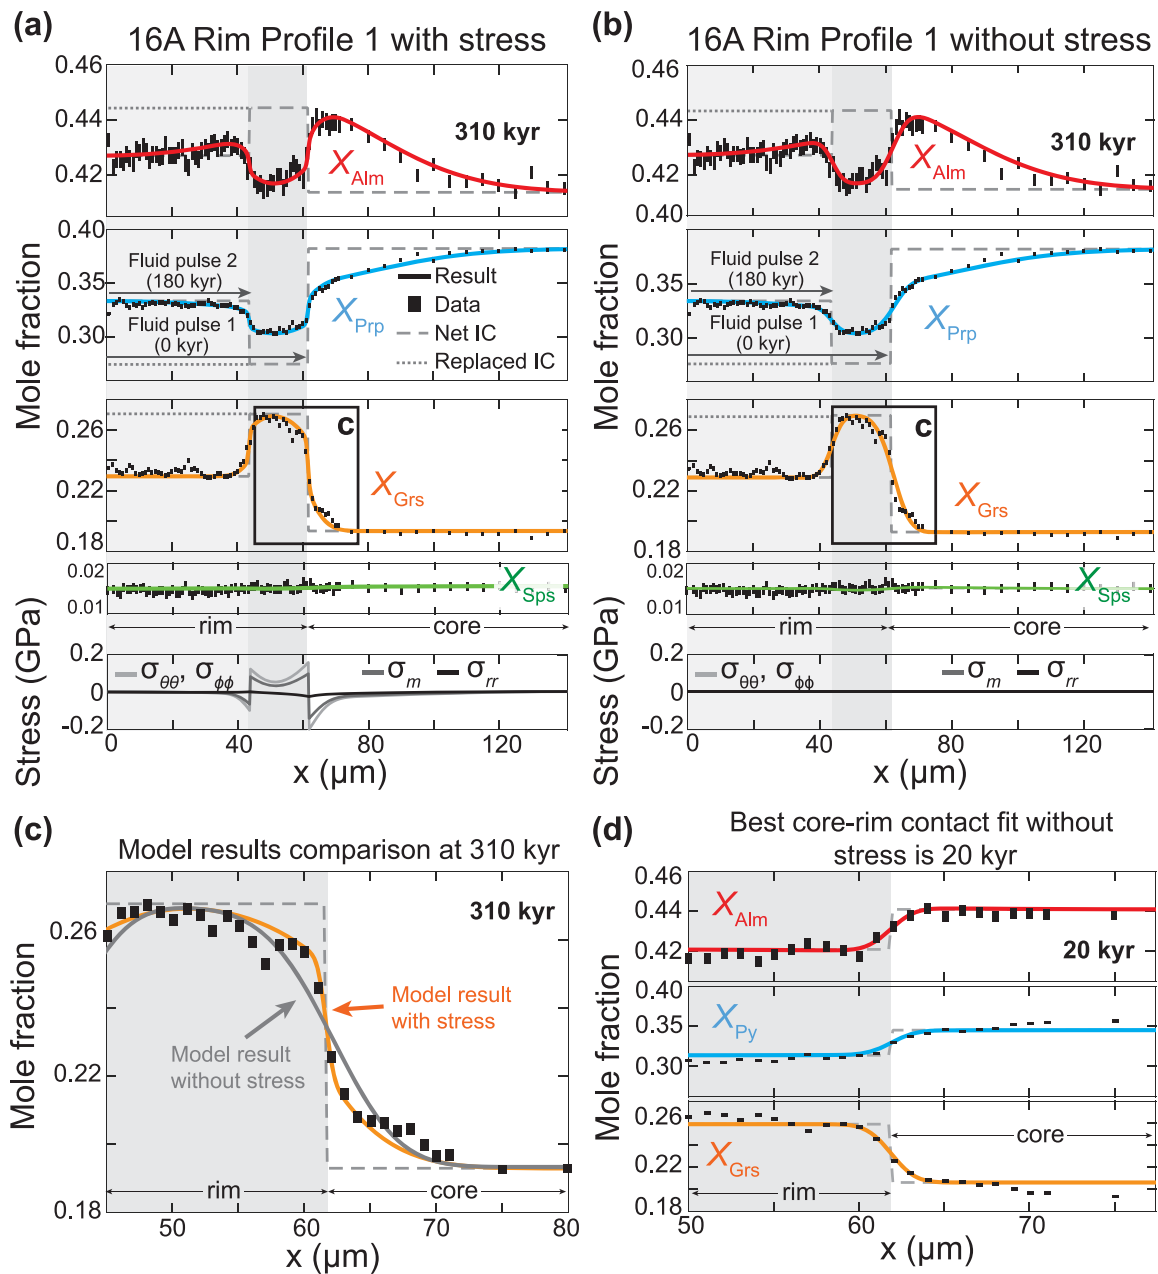 (a)
16A Rim Profile 1 with stress
0.46
0.44
0.42
0.40
310 kyr
X_Alm
0.40
0.35
0.30
Fluid pulse 2
(180 kyr)
Fluid pulse 1
(0 kyr)
X_Prp
Result
Data
Net IC
Replaced IC
Mole fraction
0.26
0.22
0.18
c
X_Grs
0.02
0.01
X_Sps
rim
core
Stress (GPa)
0.2
0
-0.2
σ_θθ, σ_ϕϕ
σ_m
σ_rr
0
40
80
120
x (μm)
(b)
16A Rim Profile 1 without stress
0.46
0.44
0.42
0.40
310 kyr
X_Alm
0.40
0.35
0.30
Fluid pulse 2
(180 kyr)
Fluid pulse 1
(0 kyr)
X_Prp
Mole fraction
0.26
0.22
0.18
c
X_Grs
0.02
0.01
X_Sps
rim
core
Stress (GPa)
0.2
0
-0.2
σ_θθ, σ_ϕϕ
σ_m
σ_rr
0
40
80
120
x (μm)
(c)
Model results comparison at 310 kyr
310 kyr
0.26
0.22
0.18
Mole fraction
Model result
with stress
Model result
without stress
rim
core
50
60
70
80
x (μm)
(d)
Best core-rim contact fit without
stress is 20 kyr
0.46
0.44
0.42
0.40
X_Alm
20 kyr
0.35
0.30
X_Py
Mole fraction
0.26
0.22
0.18
X_Grs
core
rim
50
60
70
x (μm)